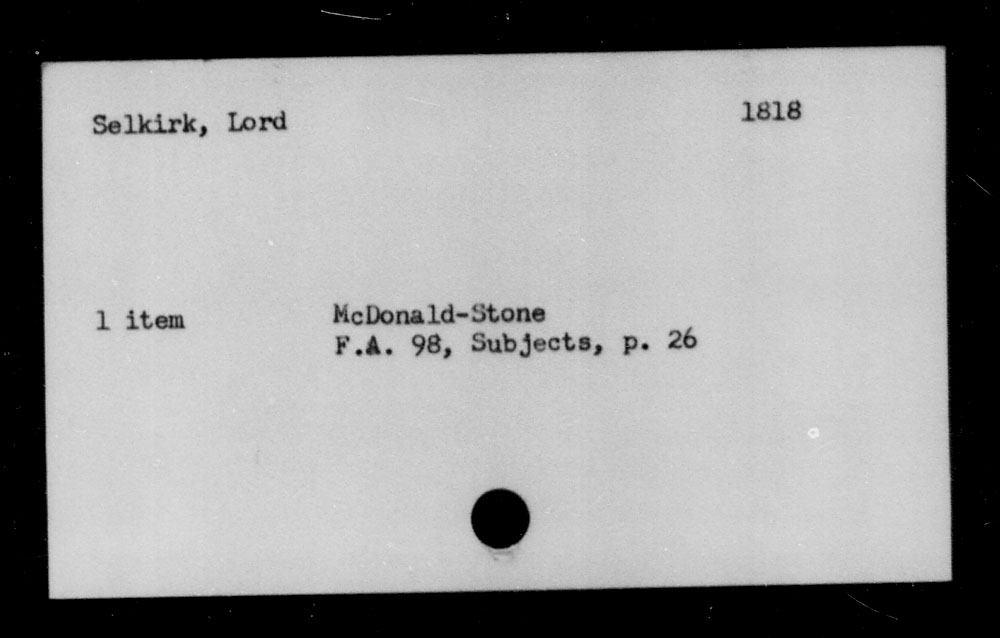 Selkirk, Lord 1818
1 item McDonald-Stone
F.A. 98, Subjects, p. 26